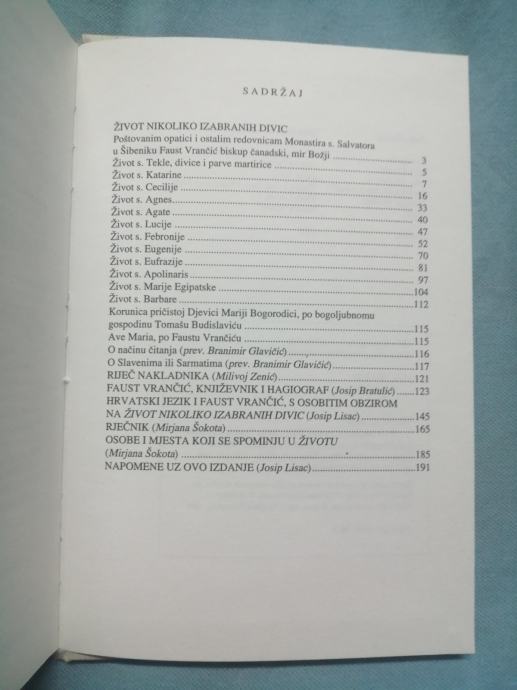 SADRŽAJ
ŽIVOT NIKOLIKO IZABRANIH DIVIC
Poštovanim opatici i ostalim redovnicam Monastira s. Salvatora
u Šibeniku Faust Vrančić biskup čanadski, mir Božji ..... 3
Život s. Tekle, divice i parve martirice ..... 5
Život s. Katarine ..... 7
Život s. Cecilije ..... 16
Život s. Agnes ..... 33
Život s. Agate ..... 40
Život s. Lucije ..... 47
Život s. Febronije ..... 52
Život s. Eugenije ..... 70
Život s. Eufrazije ..... 81
Život s. Apolinaris ..... 97
Život s. Marije Egipatske ..... 104
Život s. Barbare ..... 112
Korunica pričistoj Djevici Mariji Bogorodici, po bogoljubnomu
gospodinu Tomašu Budislaviću ..... 115
Ave Maria, po Faustu Vrančiću ..... 115
O načinu čitanja (prev. Branimir Glavičić) ..... 116
O Slavenima ili Sarmatima (prev. Branimir Glavičić) ..... 117
RIJEČ NAKLADNIKA (Milivoj Zenić) ..... 121
FAUST VRANČIĆ, KNJIŽEVNIK I HAGIOGRAF (Josip Bratulić) ..... 123
HRVATSKI JEZIK I FAUST VRANČIĆ, S OSOBITIM OBZIROM
NA ŽIVOT NIKOLIKO IZABRANIH DIVIC (Josip Lisac) ..... 145
RJEČNIK (Mirjana Šokota) ..... 165
OSOBE I MJESTA KOJI SE SPOMINJU U ŽIVOTU
(Mirjana Šokota) ..... 185
NAPOMENE UZ OVO IZDANJE (Josip Lisac) ..... 191